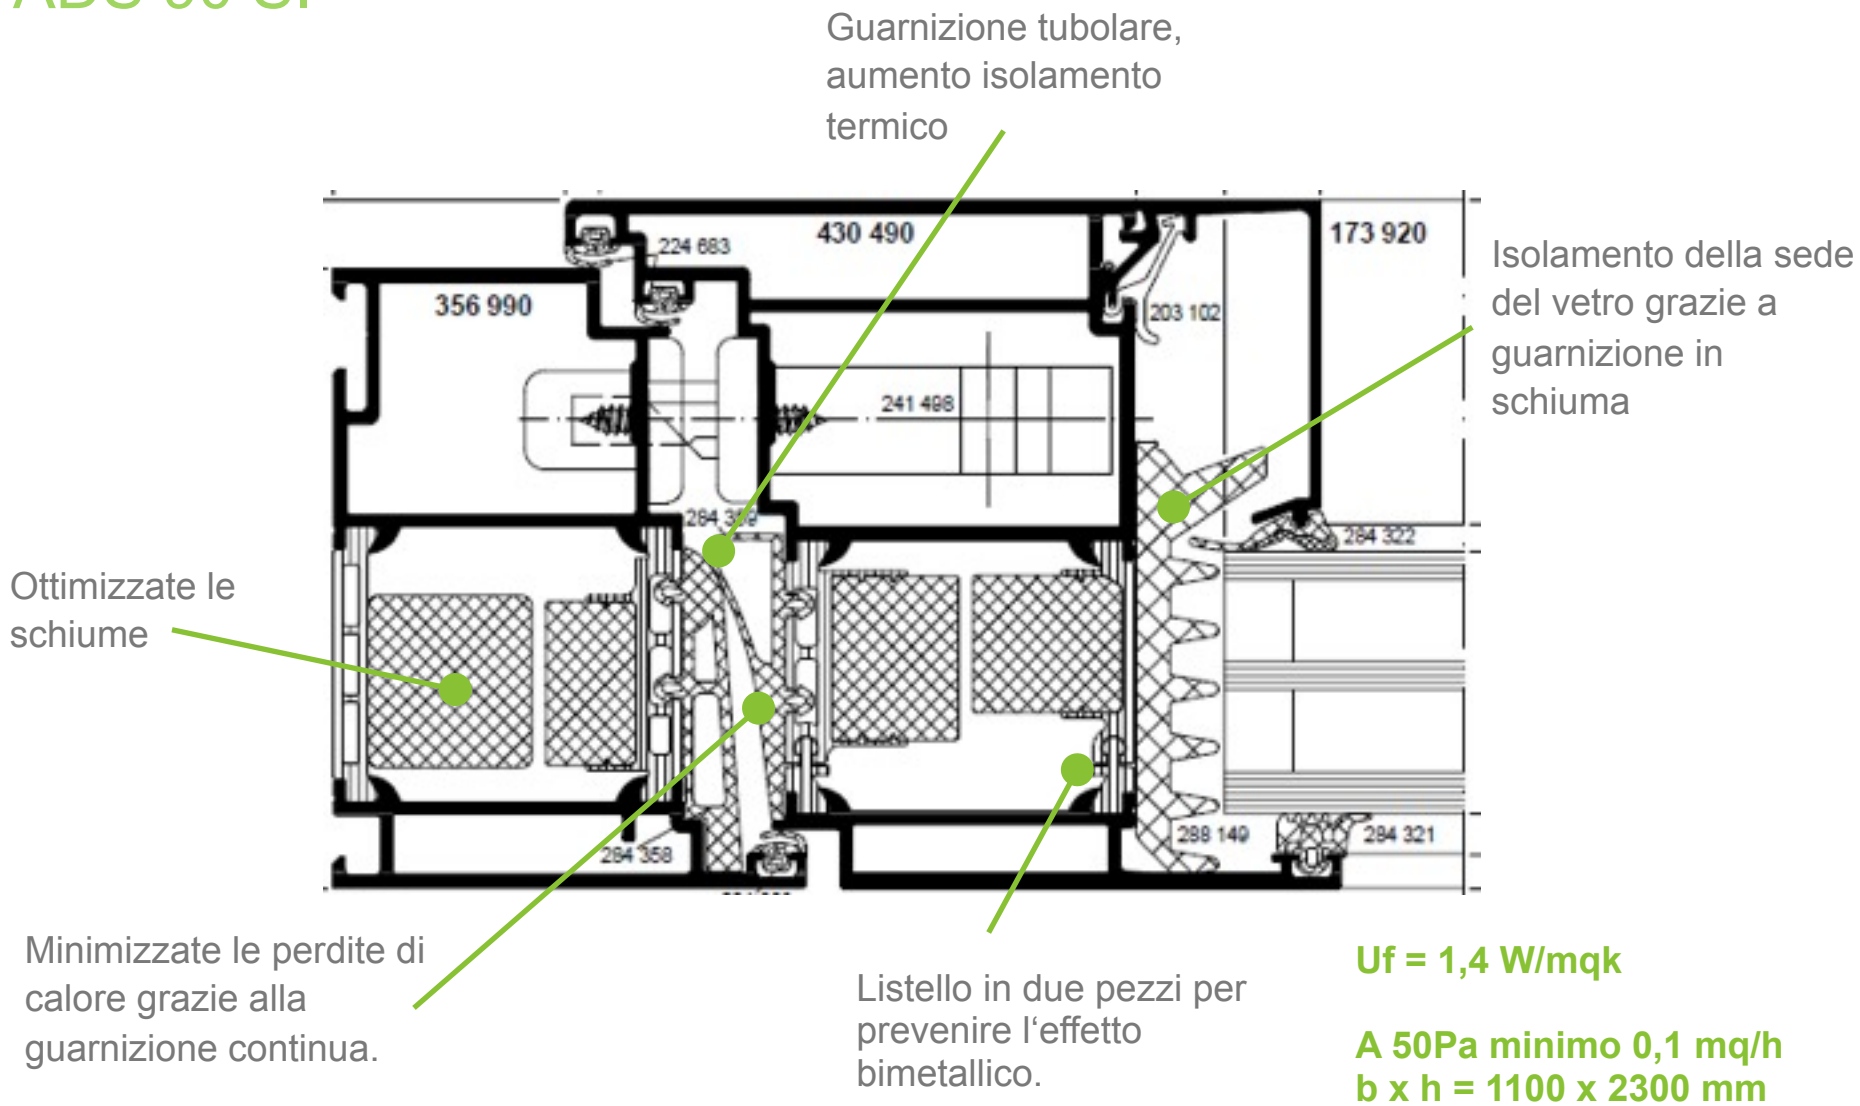 Guarnizione tubolare,
aumento isolamento
termico
430 490
173 920
224 683
356 990
203 102
Isolamento della sede
del vetro grazie a
guarnizione in
schiuma
241 498
284 359
284 322
Ottimizzate le
schiume
284 358
288 149
284 321
Minimizzate le perdite di
calore grazie alla
guarnizione continua.
Listello in due pezzi per
prevenire l‘effetto
bimetallico.
Uf = 1,4 W/mqk
A 50Pa minimo 0,1 mq/h
b x h = 1100 x 2300 mm